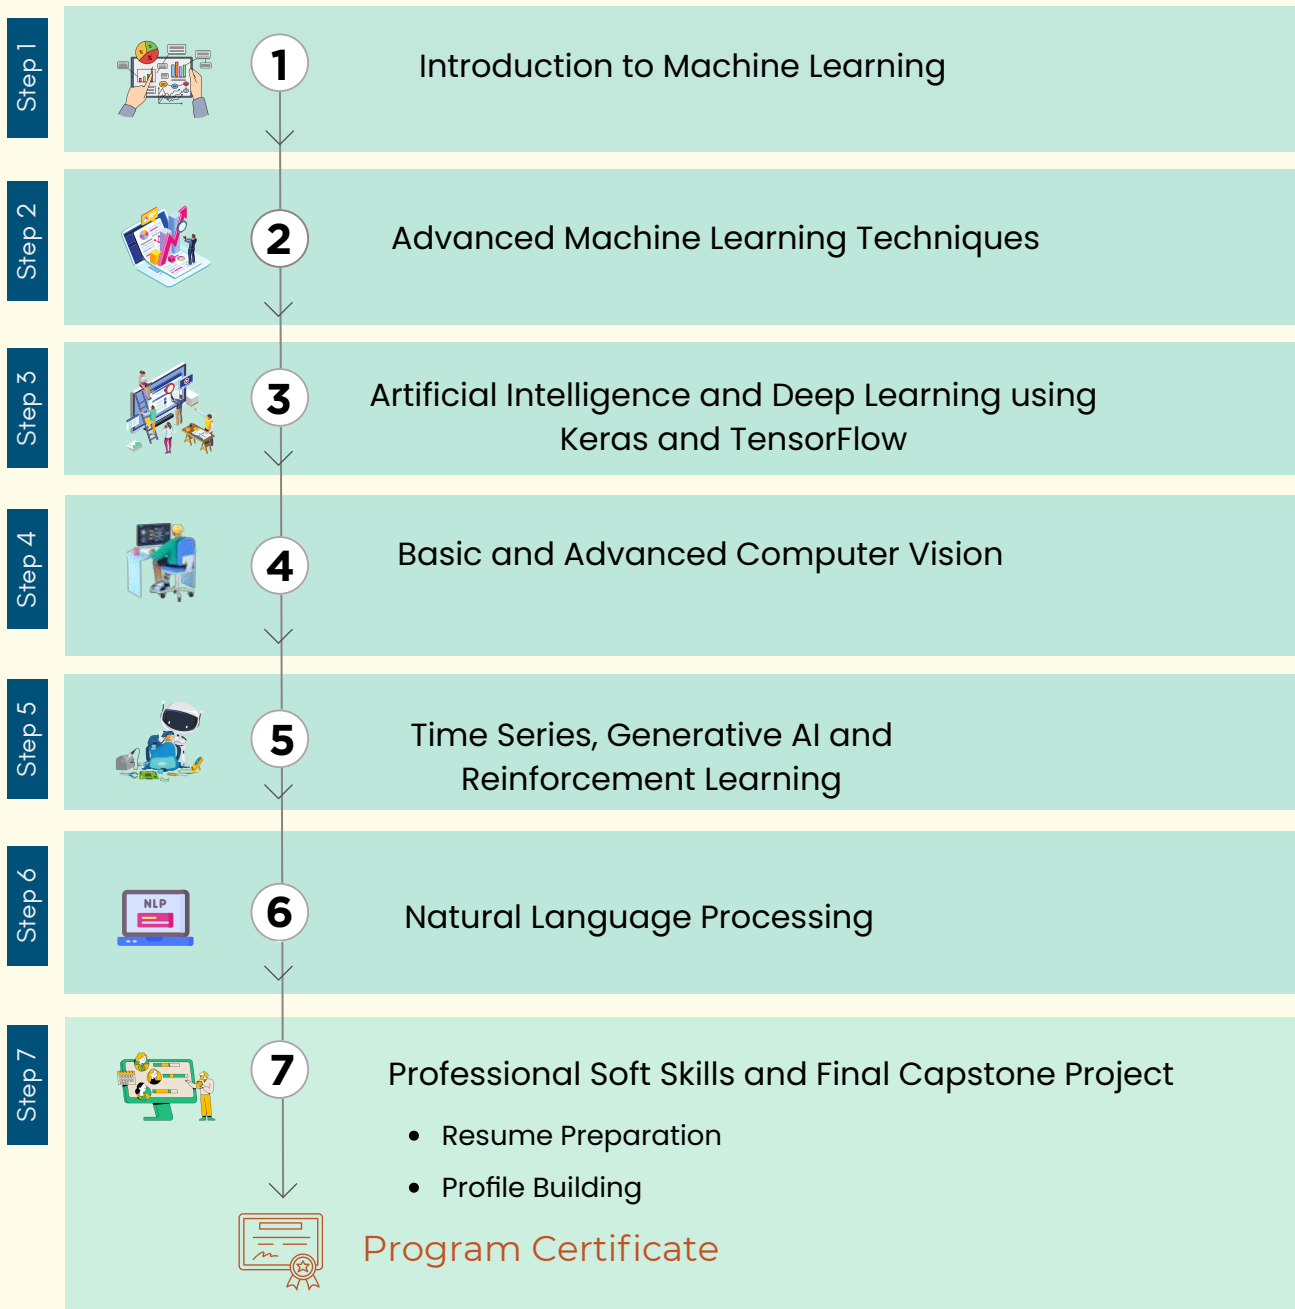 Step 1
1
Introduction to Machine Learning
Step 2
2
Advanced Machine Learning Techniques
Step 3
3
Artificial Intelligence and Deep Learning using
Keras and TensorFlow
Step 4
4
Basic and Advanced Computer Vision
Step 5
5
Time Series, Generative AI and
Reinforcement Learning
Step 6
NLP
6
Natural Language Processing
Step 7
7
Professional Soft Skills and Final Capstone Project
• Resume Preparation
• Profile Building
Program Certificate